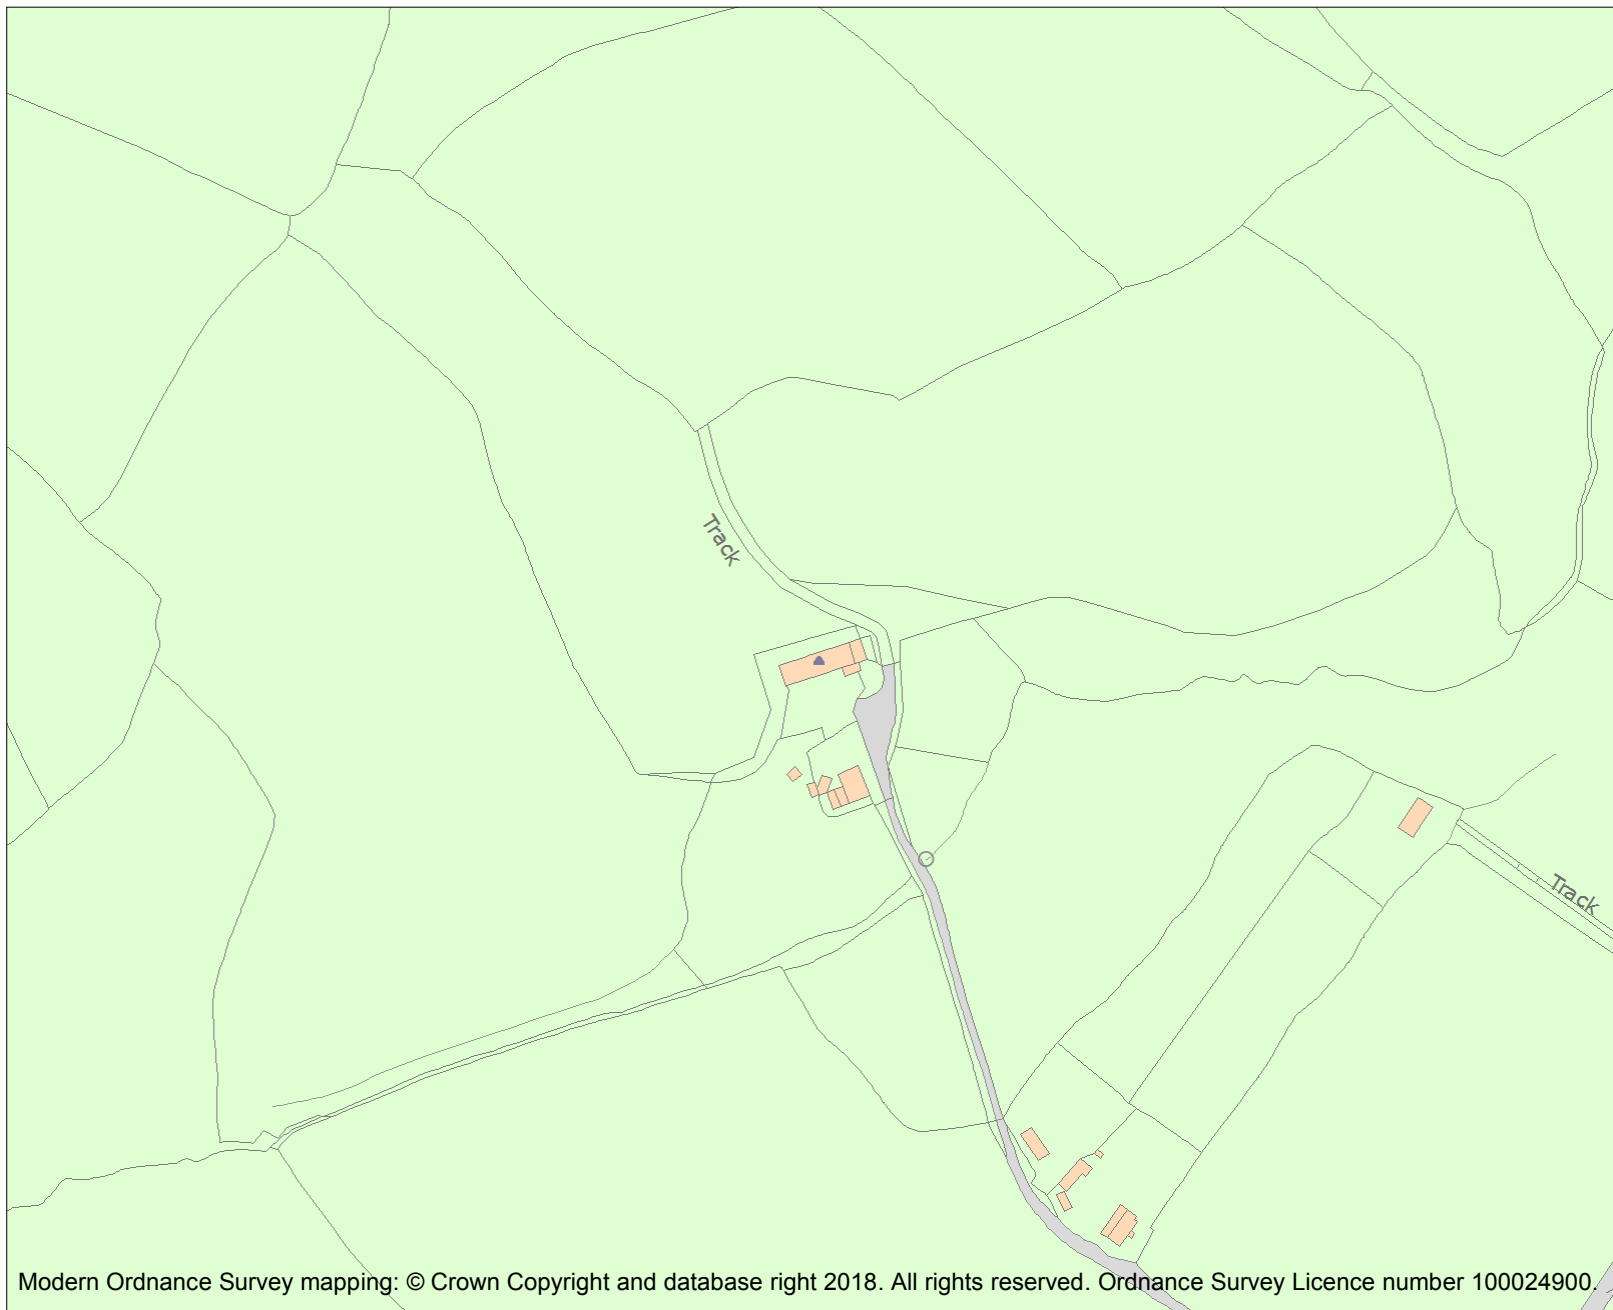 Track
Track
Modern Ordnance Survey mapping: © Crown Copyright and database right 2018. All rights reserved. Ordnance Survey Licence number 100024900.